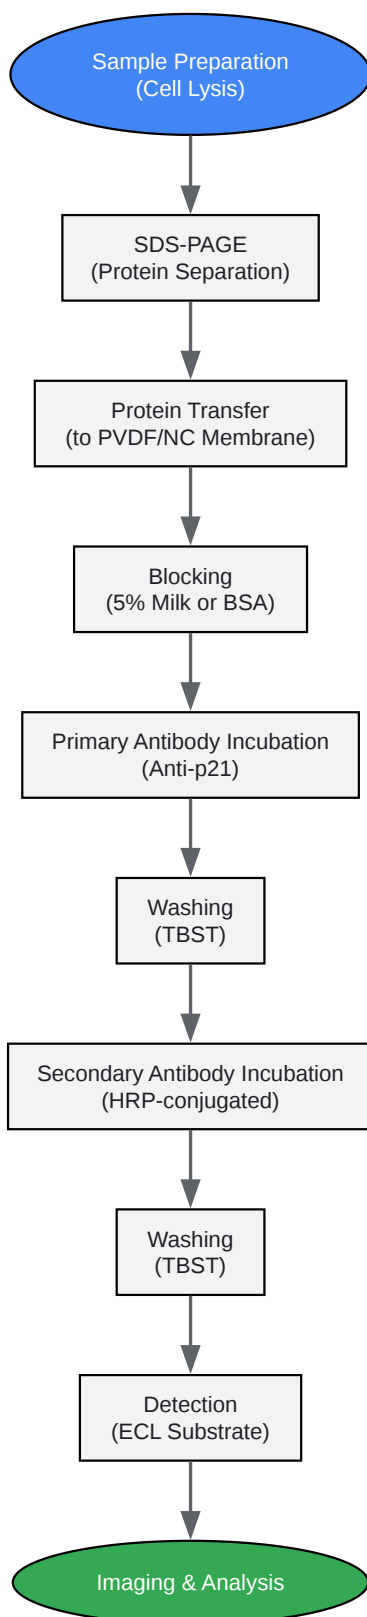 Sample Preparation
(Cell Lysis)
SDS-PAGE
(Protein Separation)
Protein Transfer
(to PVDF/NC Membrane)
Blocking
(5% Milk or BSA)
Primary Antibody Incubation
(Anti-p21)
Washing
(TBST)
Secondary Antibody Incubation
(HRP-conjugated)
Washing
(TBST)
Detection
(ECL Substrate)
Imaging & Analysis